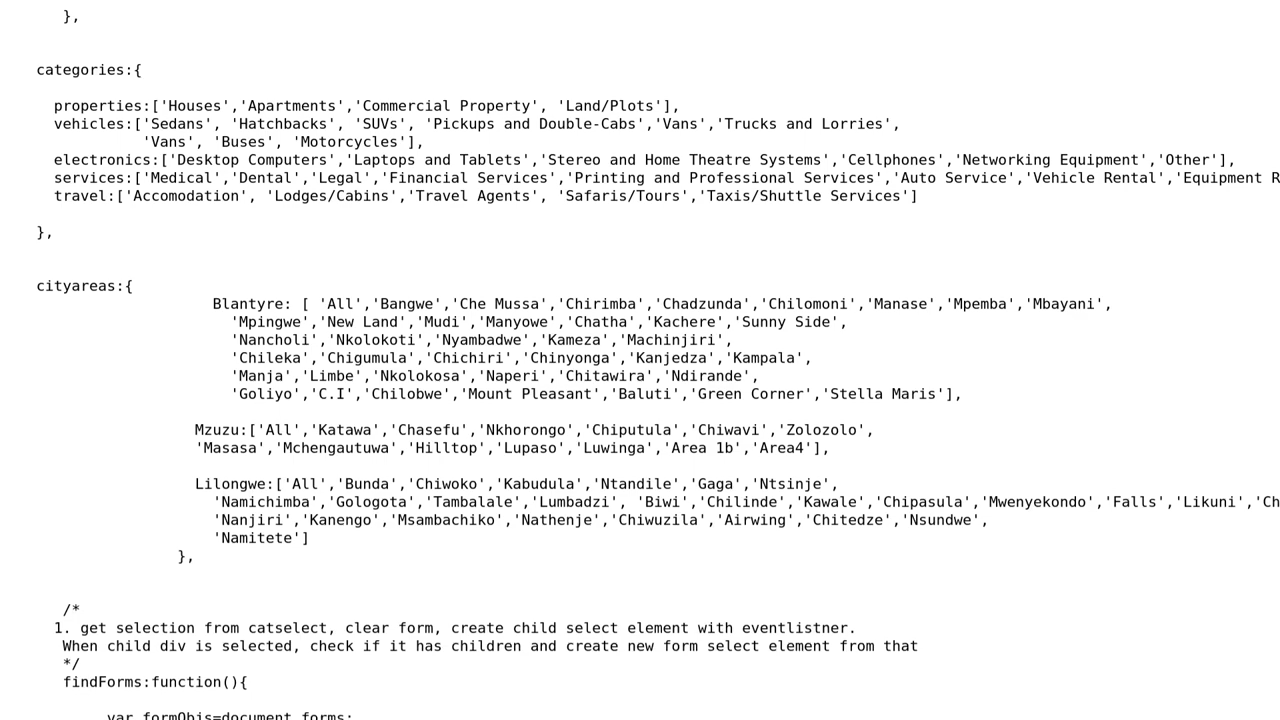 },
categories:{
properties:['Houses','Apartments','Commercial Property', 'Land/Plots'],
vehicles:['Sedans', 'Hatchbacks', 'SUVs', 'Pickups and Double-Cabs','Vans','Trucks and Lorries',
'Vans', 'Buses', 'Motorcycles'],
electronics:['Desktop Computers','Laptops and Tablets','Stereo and Home Theatre Systems','Cellphones','Networking Equipment','Other'],
services:['Medical','Dental','Legal','Financial Services','Printing and Professional Services','Auto Service','Vehicle Rental','Equipment R
travel:['Accomodation', 'Lodges/Cabins','Travel Agents', 'Safaris/Tours','Taxis/Shuttle Services']
},
cityareas:{
Blantyre: [ 'All','Bangwe','Che Mussa','Chirimba','Chadzunda','Chilomoni','Manase','Mpemba','Mbayani',
'Mpingwe','New Land','Mudi','Manyowe','Chatha','Kachere','Sunny Side',
'Nancholi','Nkolokoti','Nyambadwe','Kameza','Machinjiri',
'Chileka','Chigumula','Chichiri','Chinyonga','Kanjedza','Kampala',
'Manja','Limbe','Nkolokosa','Naperi','Chitawira','Ndirande',
'Goliyo','C.I','Chilobwe','Mount Pleasant','Baluti','Green Corner','Stella Maris'],
Mzuzu:['All','Katawa','Chasefu','Nkhorongo','Chiputula','Chiwavi','Zolozolo',
'Masasa','Mchengautuwa','Hilltop','Lupaso','Luwinga','Area 1b','Area4'],
Lilongwe:['All','Bunda','Chiwoko','Kabudula','Ntandile','Gaga','Ntsinje',
'Namichimba','Gologota','Tambalale','Lumbadzi', 'Biwi','Chilinde','Kawale','Chipasula','Mwenyekondo','Falls','Likuni','Ch
'Nanjiri','Kanengo','Msambachiko','Nathenje','Chiwuzila','Airwing','Chitedze','Nsundwe',
'Namitete']
},
/*
1. get selection from catselect, clear form, create child select element with eventlistner.
When child div is selected, check if it has children and create new form select element from that
*/
findForms:function(){
var formObjs=document.forms;